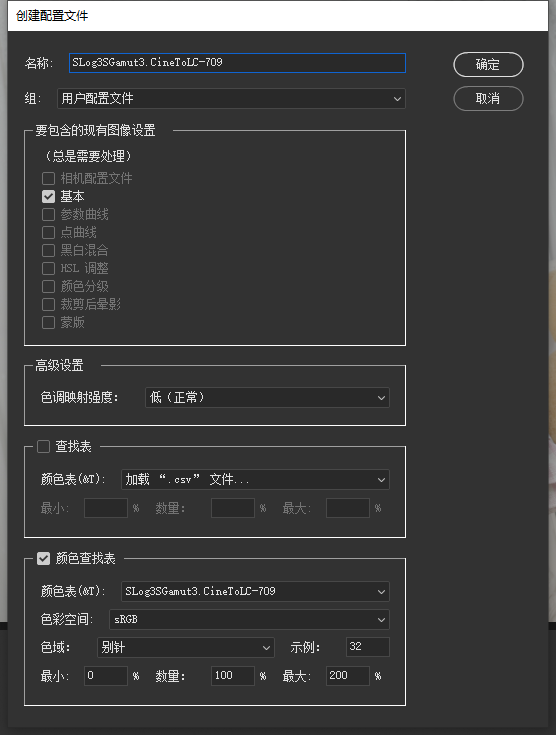 创建配置文件
名称: SLog3SGamut3.CineToLC-709 确定
组: 用户配置文件 取消
要包含的现有图像设置
（总是需要处理）
相机配置文件
基本
参数曲线
点曲线
黑白混合
HSL 调整
颜色分级
裁剪后晕影
蒙版
高级设置
色调映射强度: 低（正常）
查找表
颜色表(&T): 加载 “.csv” 文件...
最小: % 数量: % 最大: %
颜色查找表
颜色表(&T): SLog3SGamut3.CineToLC-709
色彩空间: sRGB
色域: 别针 示例: 32
最小: 0 % 数量: 100 % 最大: 200 %